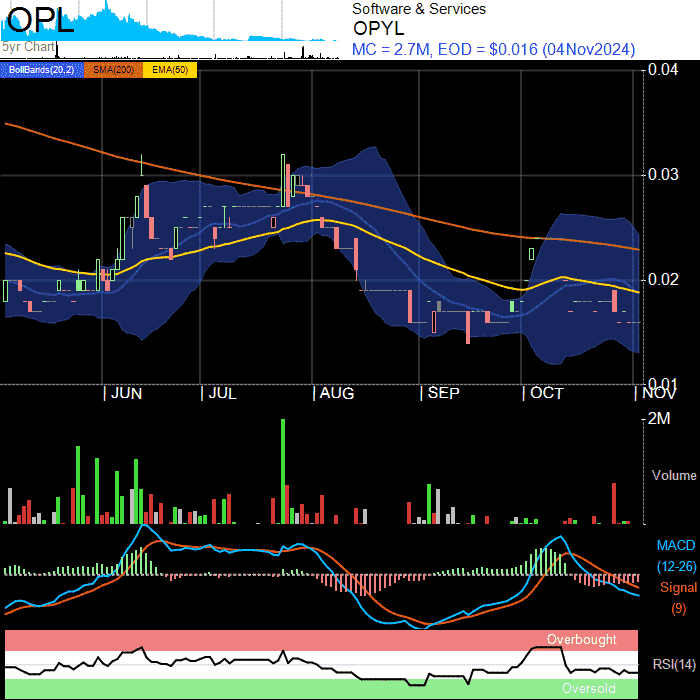 OPL
Software & Services
OPYL
MC = 2.7M, EOD = $0.016 (04Nov2024)
5yr Chart
BollBands(20,2) SMA(200) EMA(50)
0.04
0.03
0.02
0.01
JUN JUL AUG SEP OCT NOV
2M
Volume
MACD
(12-26)
Signal
(9)
Overbought
RSI(14)
Oversold